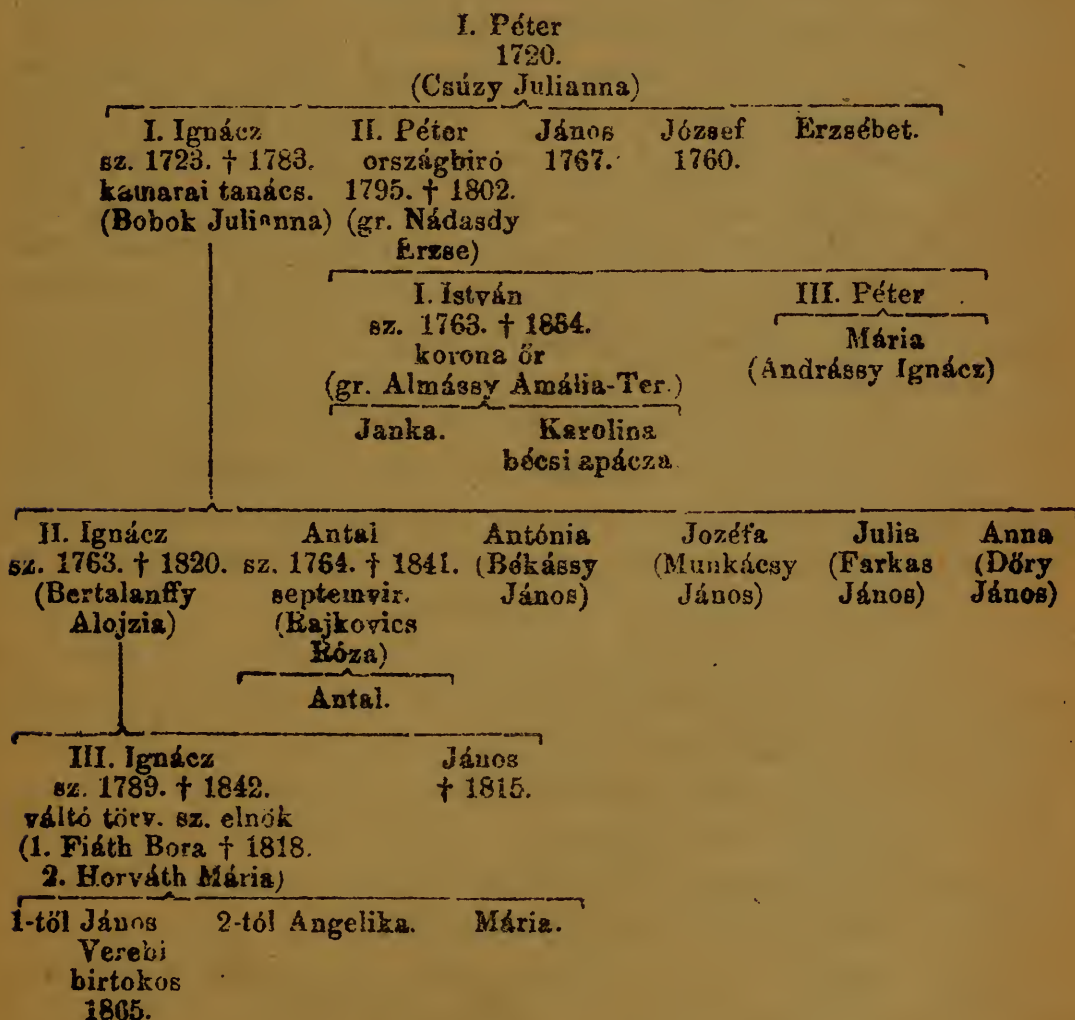 I. Péter
1720.
(Csúzy Julianna)
I. Ignácz II. Péter János József Erzsébet.
sz. 1723. † 1783. országbiró 1767. 1760.
kamarai tanács. 1795. † 1802.
(Bobok Julianna) (gr. Nádasdy
Erzse)
I. István III. Péter
sz. 1763. † 1884. Mária
korona őr (Andrássy Ignácz)
(gr. Almássy Amália-Ter.)
Janka. Karolina
bécsi apácza
II. Ignácz Antal Antónia Jozéfa Julia Anna
sz. 1763. † 1820. sz. 1764. † 1841. (Békássy (Munkácsy (Farkas (Dőry
(Bertalanffy septemvir. János) János) János) János)
Alojzia) (Rajkovics
Róza)
Antal.
III. Ignácz János
sz. 1789. † 1842. † 1815.
váltó törv. sz. elnök
(1. Fiáth Bora † 1818.
2. Horváth Mária)
1-től János 2-tól Angelika. Mária.
Verebi
birtokos
1865.